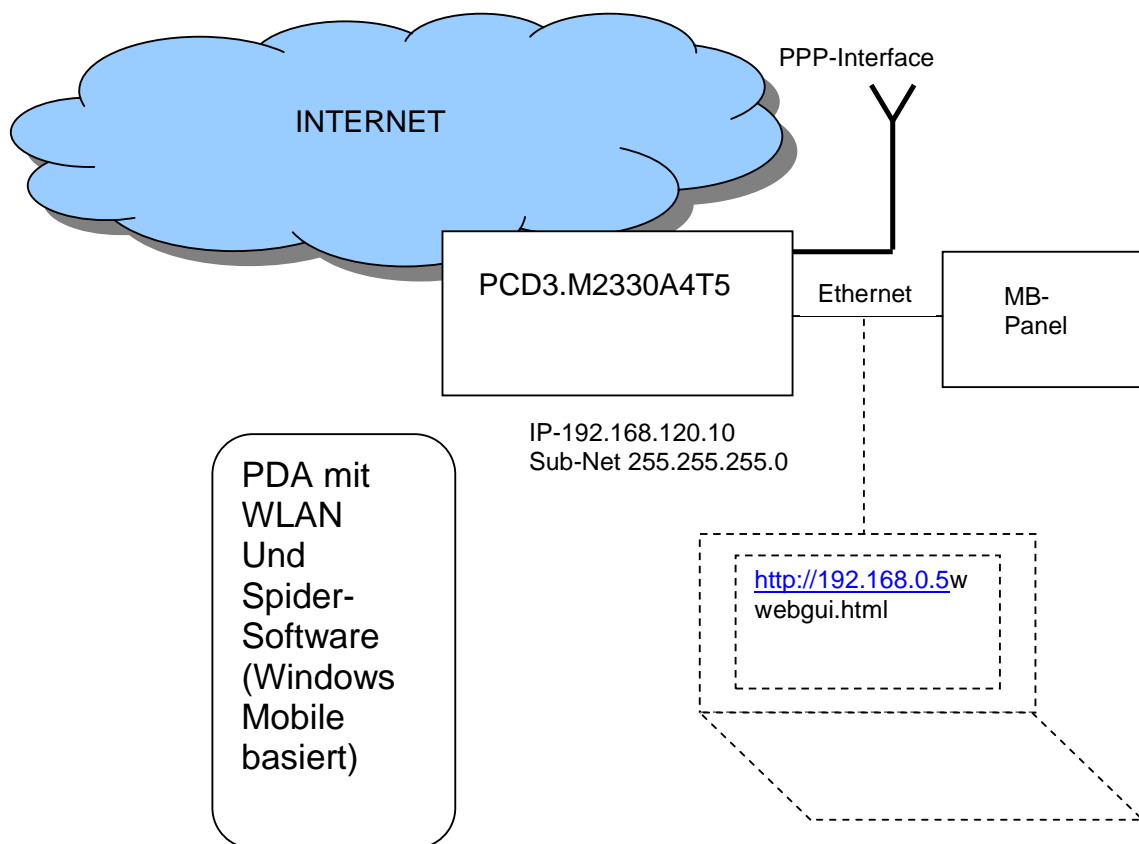 PPP-Interface
INTERNET
PCD3.M2330A4T5
Ethernet
MB-
Panel
IP-192.168.120.10
Sub-Net 255.255.255.0
PDA mit
WLAN
Und
Spider-
Software
(Windows
Mobile
basiert)
http://192.168.0.5w
webgui.html